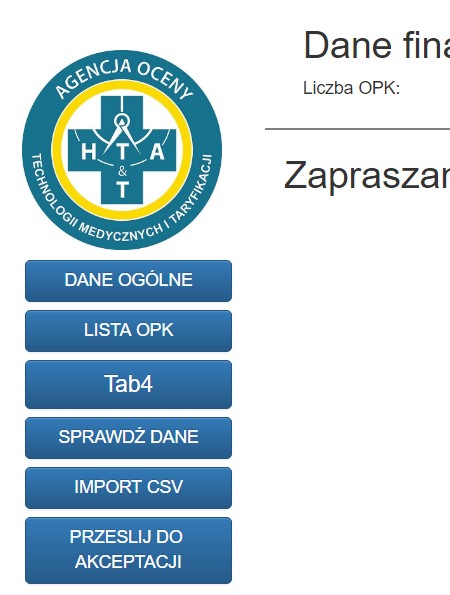 Dane fina
Liczba OPK:
Zapraszam
AGENCJA OCENY
H T A
&
T
TECHNOLOGII MEDYCZNYCH I TARYFIKACJI
DANE OGÓLNE
LISTA OPK
Tab4
SPRAWDŹ DANE
IMPORT CSV
PRZESLIJ DO
AKCEPTACJI